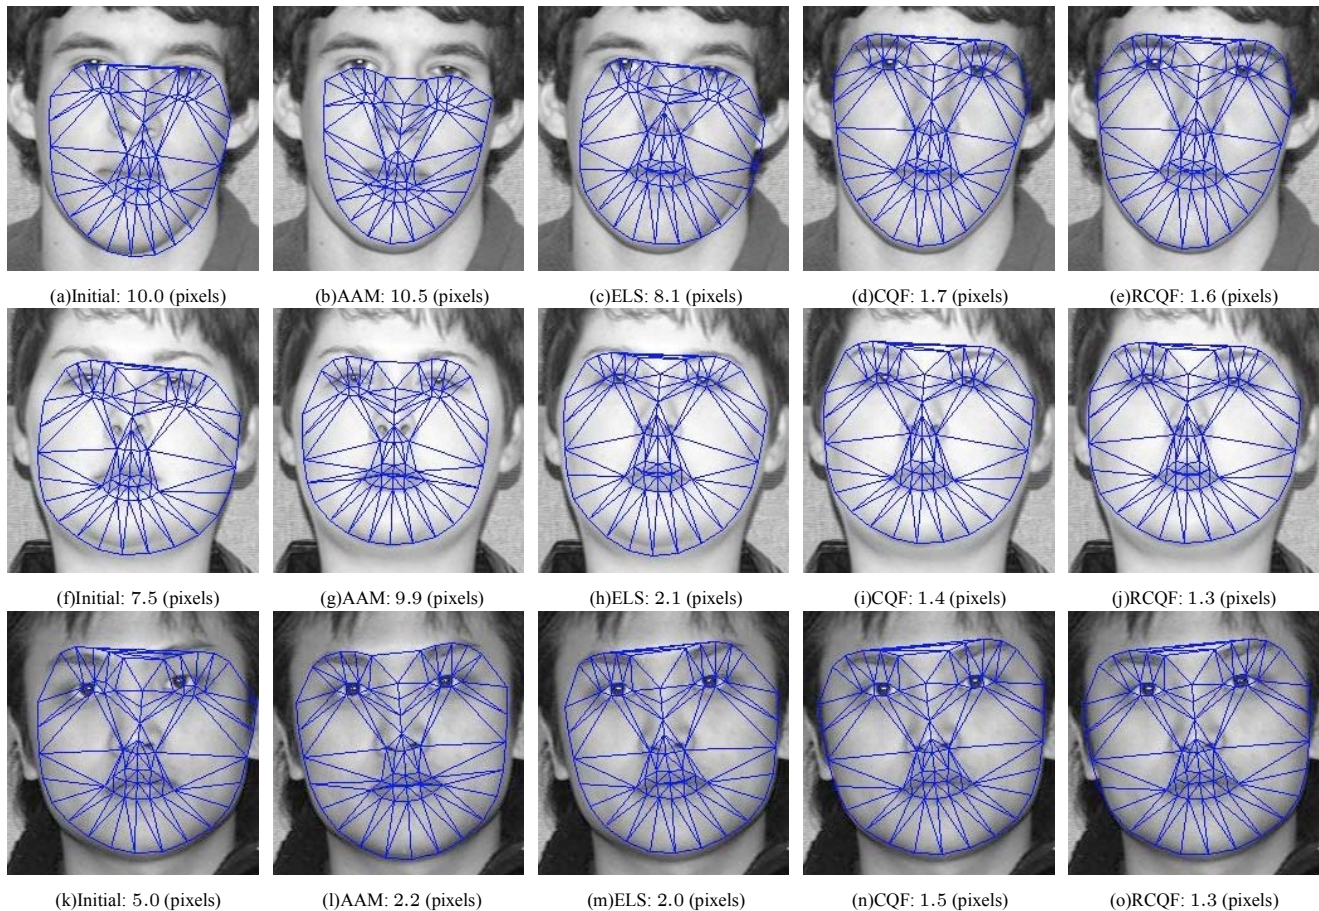 (a)Initial: 10.0 (pixels)
(b)AAM: 10.5 (pixels)
(c)ELS: 8.1 (pixels)
(d)CQF: 1.7 (pixels)
(e)RCQF: 1.6 (pixels)
(f)Initial: 7.5 (pixels)
(g)AAM: 9.9 (pixels)
(h)ELS: 2.1 (pixels)
(i)CQF: 1.4 (pixels)
(j)RCQF: 1.3 (pixels)
(k)Initial: 5.0 (pixels)
(l)AAM: 2.2 (pixels)
(m)ELS: 2.0 (pixels)
(n)CQF: 1.5 (pixels)
(o)RCQF: 1.3 (pixels)